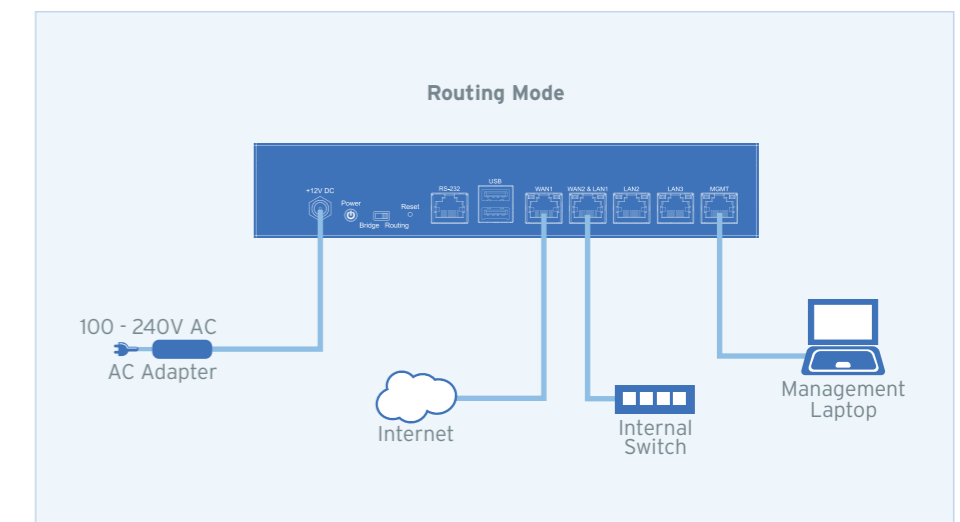 Routing Mode
+12V DC
Power
Bridge Routing
Reset
RS-232
USB
WAN1
WAN2 & LAN1
LAN2
LAN3
MGMT
100 - 240V AC
AC Adapter
Internet
Internal
Switch
Management
Laptop